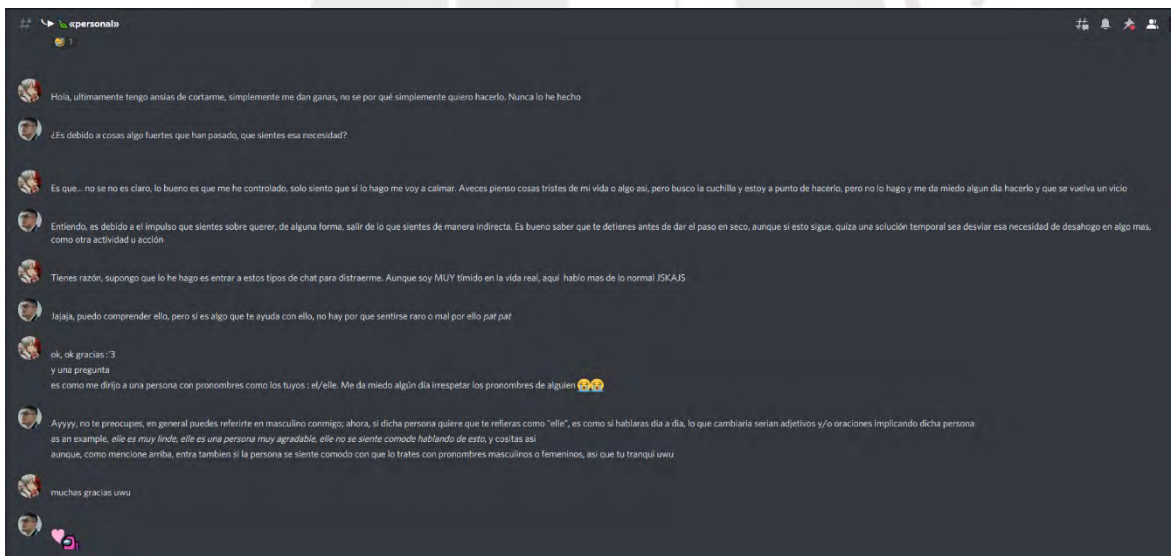 «personal»
1
Hola, ultimamente tengo ansias de cortarme, simplemente me dan ganas, no se por qué simplemente quiero hacerlo. Nunca lo he hecho
¿Es debido a cosas algo fuertes que han pasado, que sientes esa necesidad?
Es que... no se no es claro, lo bueno es que me he controlado, solo siento que si lo hago me voy a calmar. Aveces pienso cosas tristes de mi vida o algo asi, pero busco la cuchilla y estoy a punto de hacerlo, pero no lo hago y me da miedo algun dia hacerlo y que se vuelva un vicio
Entiendo, es debido a el impulso que sientes sobre querer, de alguna forma, salir de lo que sientes de manera indirecta. Es bueno saber que te detienes antes de dar el paso en seco, aunque si esto sigue, quiza una solución temporal sea desviar esa necesidad de desahogo en algo mas,
como otra actividad u acción
Tienes razón, supongo que lo he hago es entrar a estos tipos de chat para distraerme. Aunque soy MUY tímido en la vida real, aquí hablo mas de lo normal JSKAJS
Jajaja, puedo comprender ello, pero si es algo que te ayuda con ello, no hay por que sentirse raro o mal por ello pat pat
ok, ok gracias :'3
y una pregunta
es como me dirijo a una persona con pronombres como los tuyos : el/elle. Me da miedo algún día irrespetar los pronombres de alguien 😭😭
Ayyyy, no te preocupes, en general puedes referirte en masculino conmigo; ahora, si dicha persona quiere que te refieras como "elle", es como si hablaras dia a dia, lo que cambiaria serian adjetivos y/o oraciones implicando dicha persona
as an example, elle es muy linde, elle es una persona muy agradable, elle no se siente comode hablando de esto, y cositas asi
aunque, como mencione arriba, entra tambien si la persona se siente comodo con que lo trates con pronombres masculinos o femeninos, asi que tu tranqui uwu
muchas gracias uwu